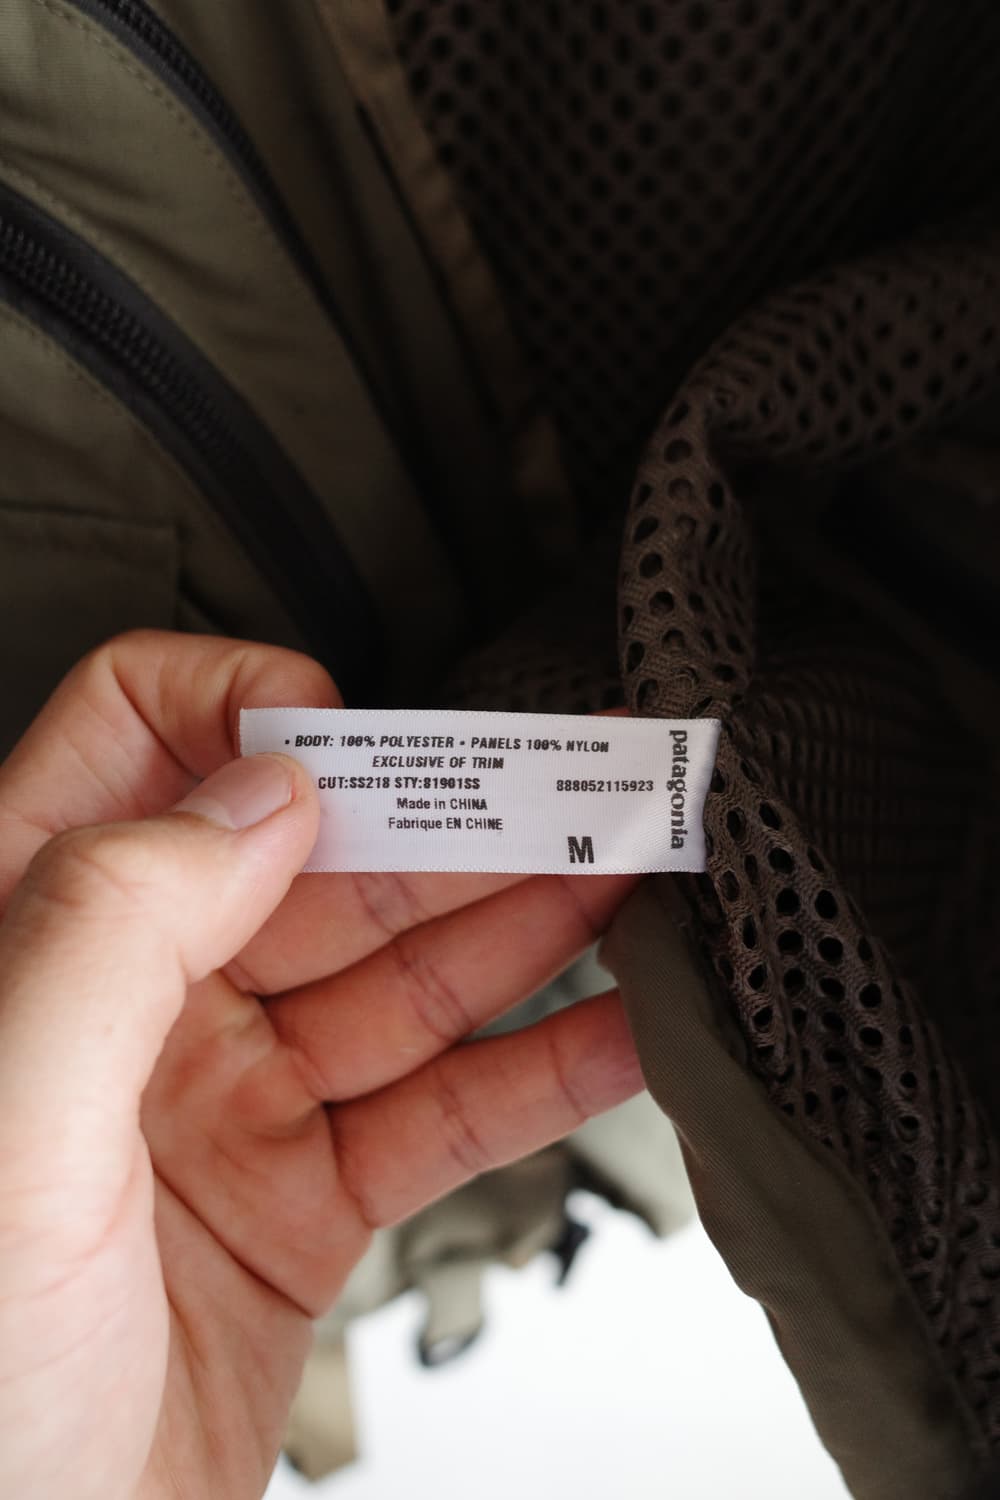 • BODY: 100% POLYESTER • PANELS 100% NYLON
EXCLUSIVE OF TRIM
CUT:SS218 STY:81901SS 888052115923
Made in CHINA
Fabrique EN CHINE
M
patagonia